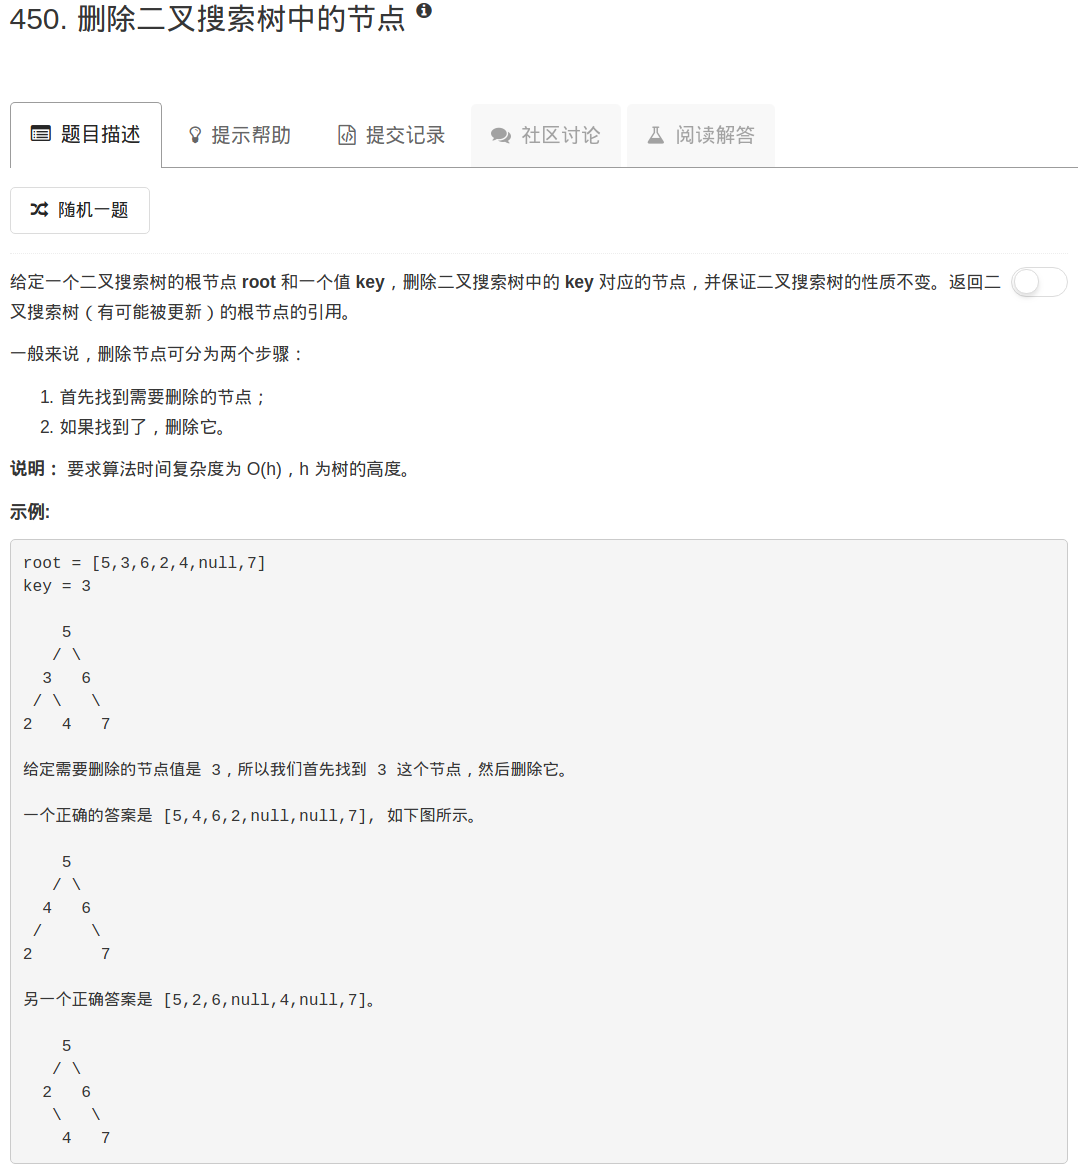 450. 删除二叉搜索树中的节点
题目描述 提示帮助 提交记录 社区讨论 阅读解答
随机一题
给定一个二叉搜索树的根节点 root 和一个值 key，删除二叉搜索树中的 key 对应的节点，并保证二叉搜索树的性质不变。返回二
叉搜索树（有可能被更新）的根节点的引用。
一般来说，删除节点可分为两个步骤：
1. 首先找到需要删除的节点；
2. 如果找到了，删除它。
说明： 要求算法时间复杂度为 O(h)，h 为树的高度。
示例:
root = [5,3,6,2,4,null,7]
key = 3
    5
   / \
  3   6
 / \   \
2   4   7
给定需要删除的节点值是 3，所以我们首先找到 3 这个节点，然后删除它。
一个正确的答案是 [5,4,6,2,null,null,7], 如下图所示。
    5
   / \
  4   6
 /     \
2       7
另一个正确答案是 [5,2,6,null,4,null,7]。
    5
   / \
  2   6
   \   \
    4   7